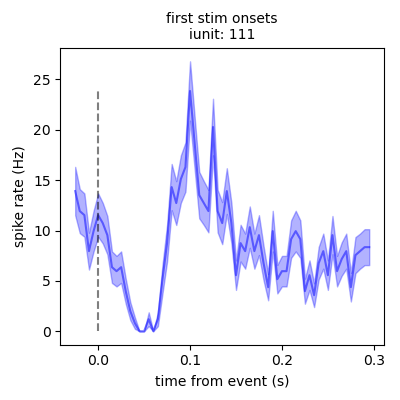 first stim onsets
iunit: 111
25
20
15
10
5
0
spike rate (Hz)
0.0 0.1 0.2 0.3
time from event (s)